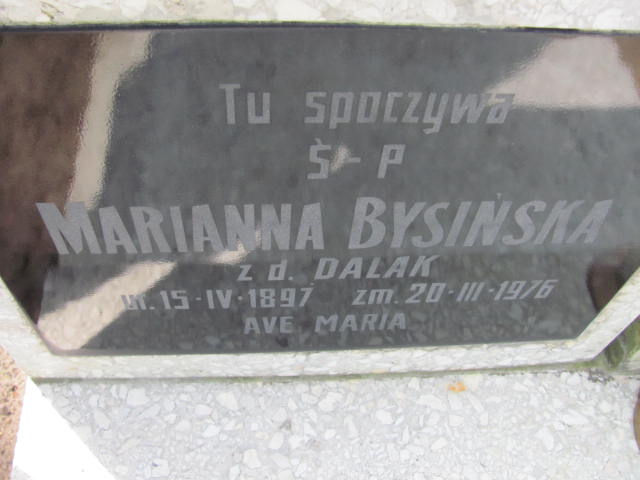 Tu spoczywa
Ś-P
MARIANNA BYSIŃSKA
z d. DALAK
ur. 15-IV-1897 zm. 20-III-1976
AVE MARIA